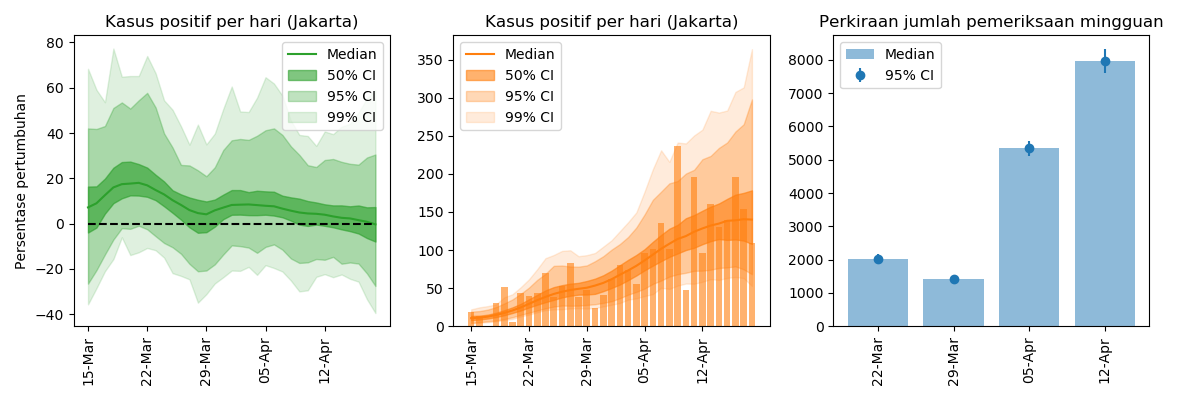 Kasus positif per hari (Jakarta)
Persentase pertumbuhan
80
60
40
20
0
−20
−40
Median
50% CI
95% CI
99% CI
15-Mar
22-Mar
29-Mar
05-Apr
12-Apr
Kasus positif per hari (Jakarta)
350
300
250
200
150
100
50
0
Median
50% CI
95% CI
99% CI
15-Mar
22-Mar
29-Mar
05-Apr
12-Apr
Perkiraan jumlah pemeriksaan mingguan
8000
7000
6000
5000
4000
3000
2000
1000
0
Median
95% CI
22-Mar
29-Mar
05-Apr
12-Apr